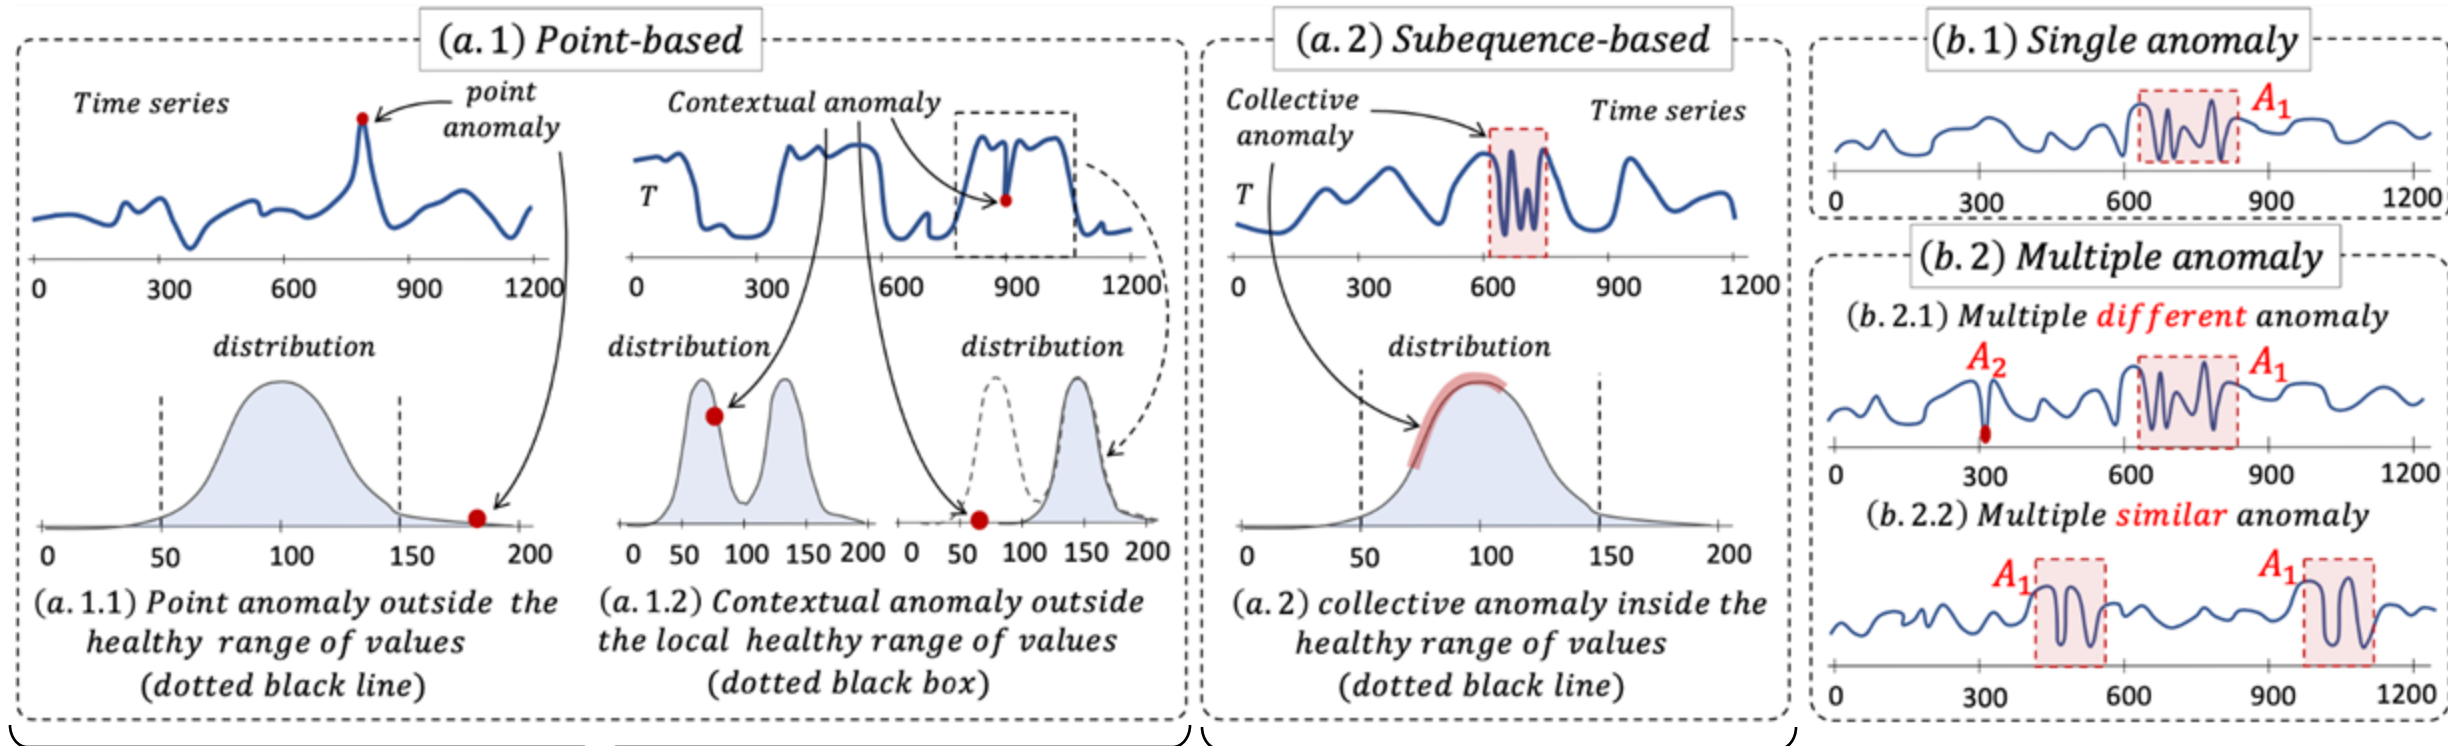 (a.1) Point-based
Time series
point
anomaly
0 300 600 900 1200
distribution
0 50 100 150 200
(a.1.1) Point anomaly outside the
healthy range of values
(dotted black line)
Contextual anomaly
T
0 300 600 900 1200
distribution
distribution
0 50 100 150 200
0 50 100 150 200
(a.1.2) Contextual anomaly outside
the local healthy range of values
(dotted black box)
(a.2) Subequence-based
Collective
anomaly
Time series
T
0 300 600 900 1200
distribution
0 50 100 150 200
(a.2) collective anomaly inside the
healthy range of values
(dotted black line)
(b.1) Single anomaly
A1
0 300 600 900 1200
(b.2) Multiple anomaly
(b.2.1) Multiple different anomaly
A2 A1
0 300 600 900 1200
(b.2.2) Multiple similar anomaly
A1 A1
0 300 600 900 1200